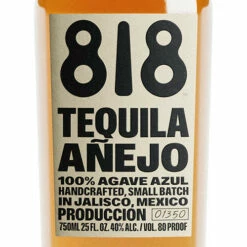 818
TEQUILA
AÑEJO
100% AGAVE AZUL
HANDCRAFTED, SMALL BATCH
IN JALISCO, MEXICO
PRODUCCION 01350
750ML 25 FL. OZ. 40% ALC. / VOL. 80 PROOF